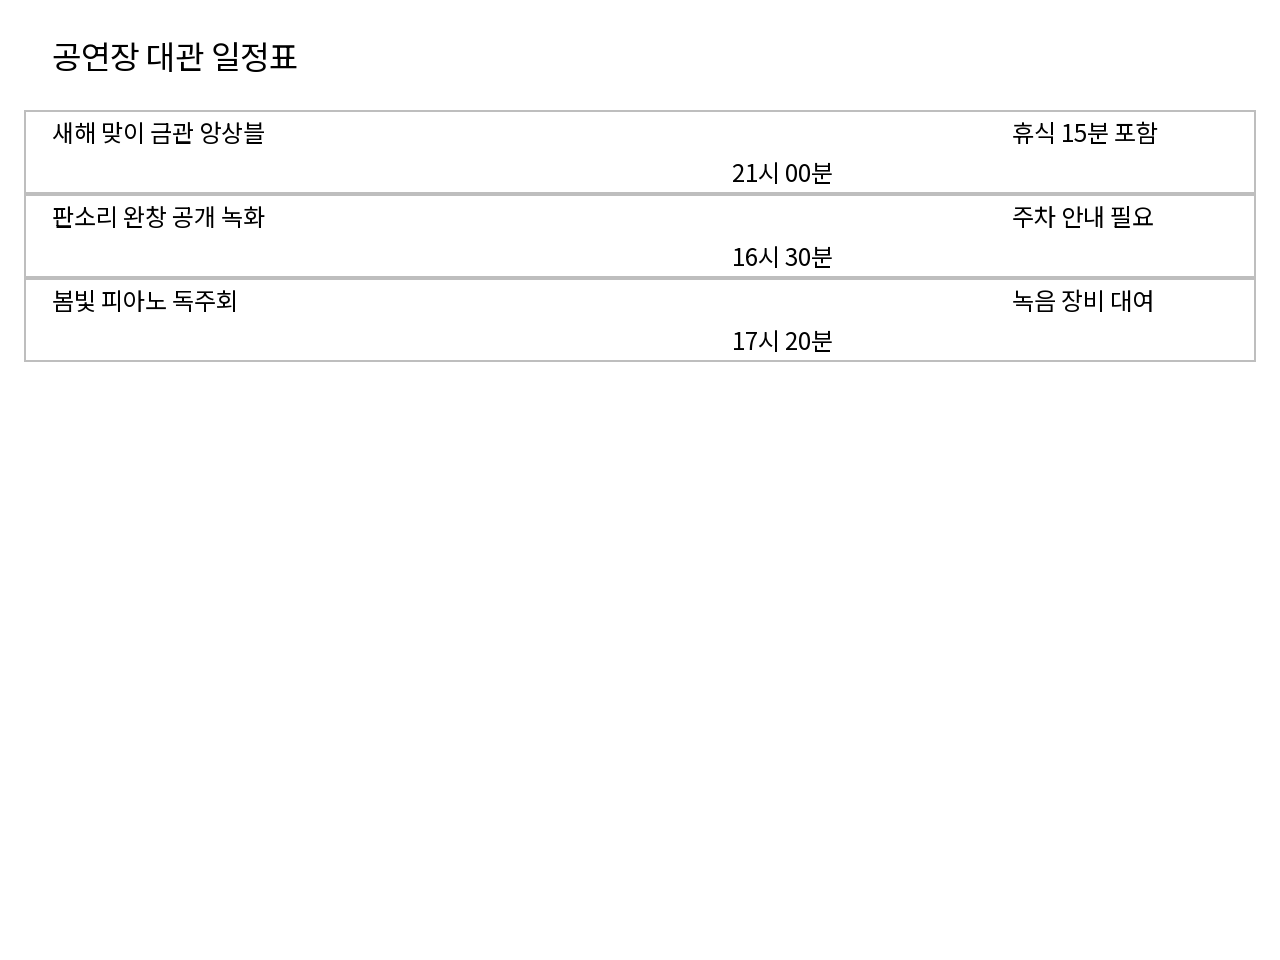 공연장 대관 일정표
새해 맞이 금관 앙상블
휴식 15분 포함
21시 00분
판소리 완창 공개 녹화
주차 안내 필요
16시 30분
봄빛 피아노 독주회
녹음 장비 대여
17시 20분